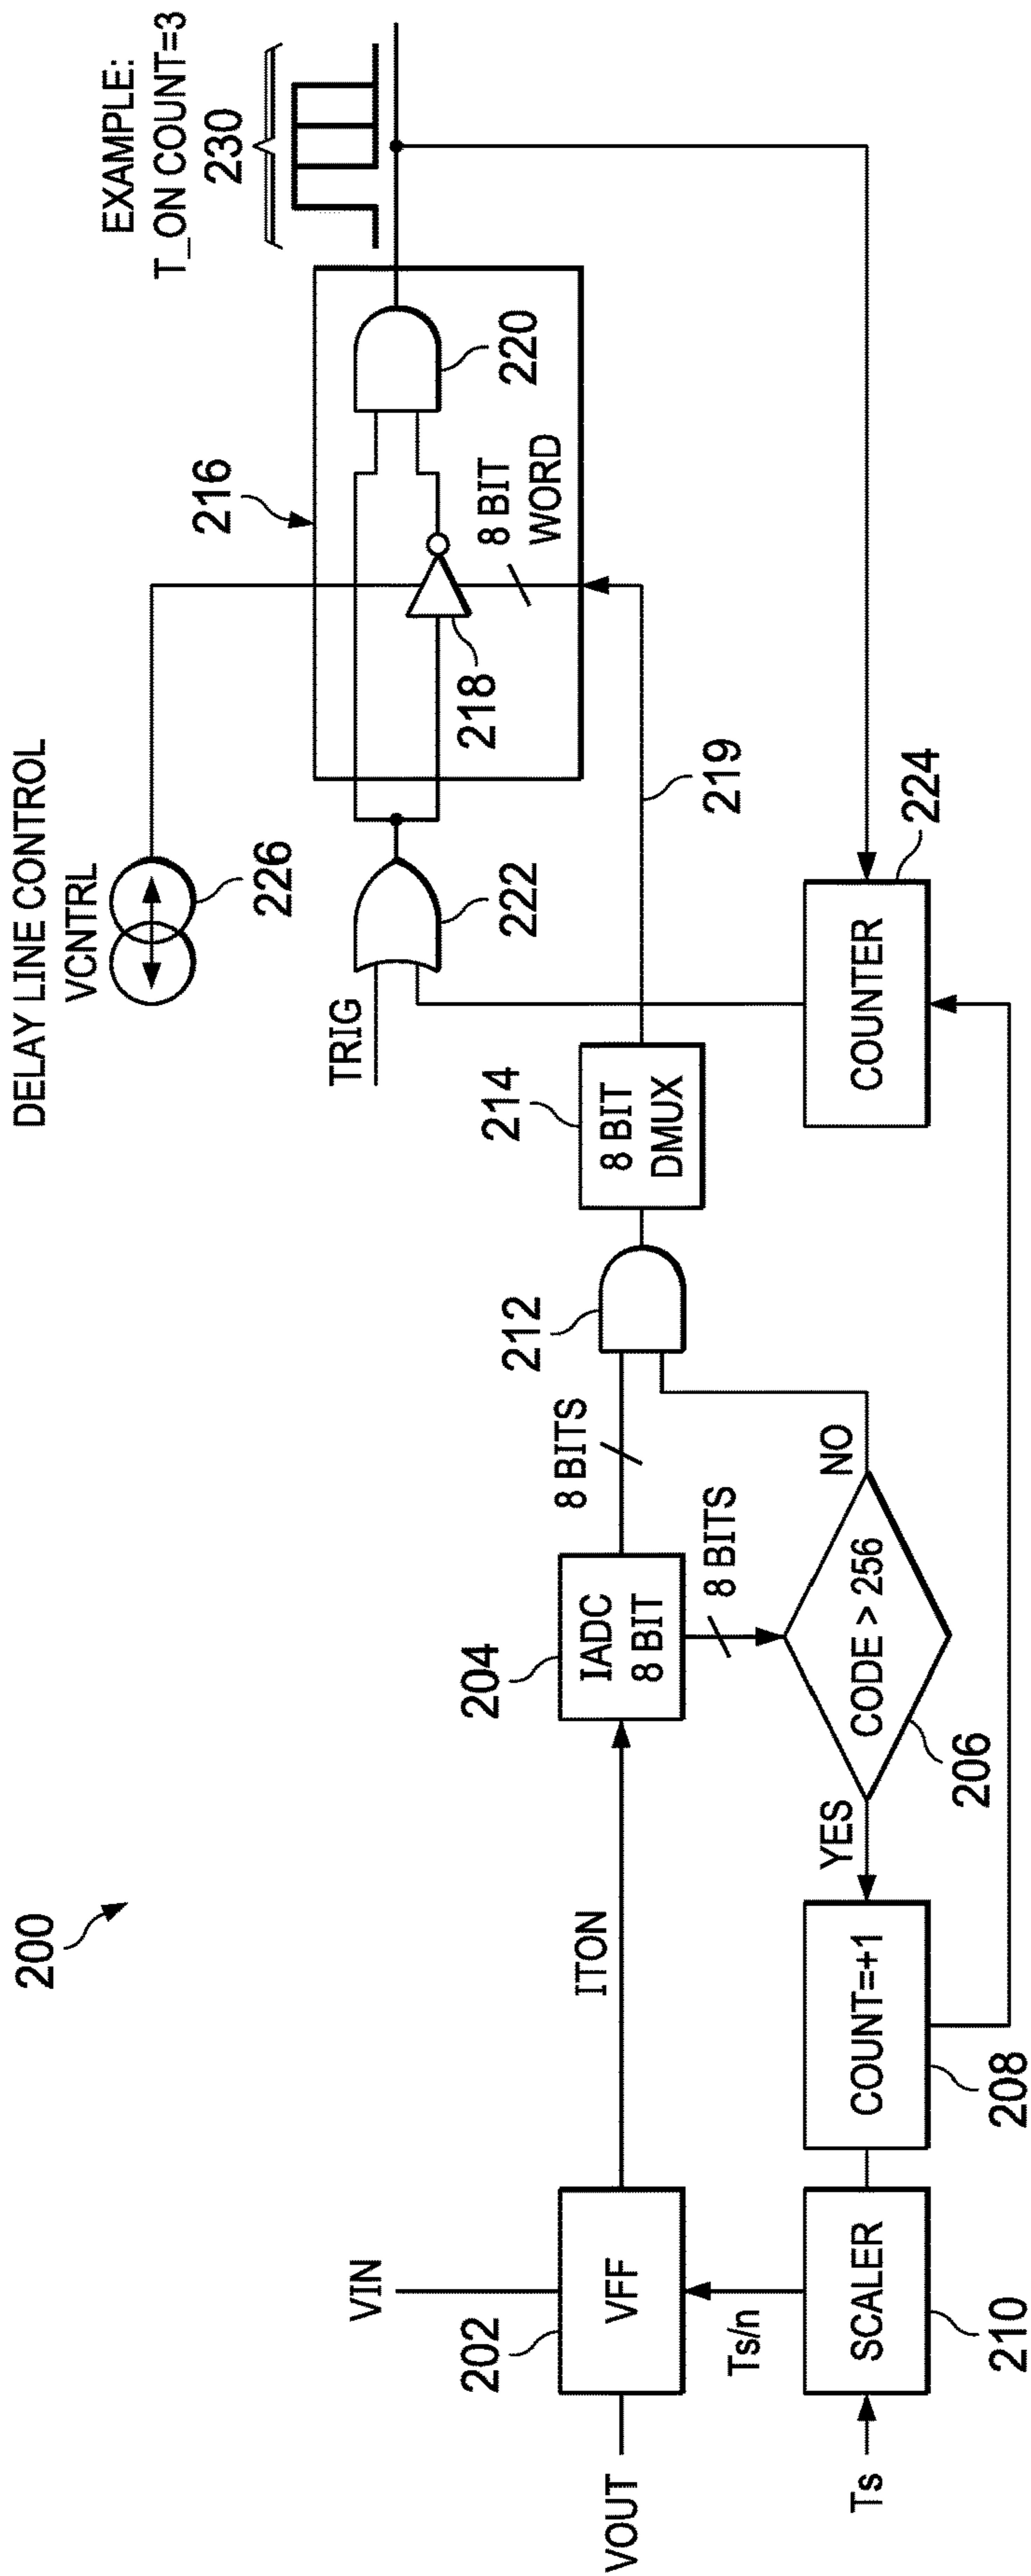 200
DELAY LINE CONTROL
VCNTRL
226
EXAMPLE:
T_ON COUNT=3
230
216
TRIG
222
218
8 BIT
WORD
220
VIN
VOUT
202
VFF
ITON
204
IADC
8 BIT
8 BITS
212
214
8 BIT
DMUX
219
Ts/n
8 BITS
Ts
SCALER
210
COUNT=+1
208
YES
CODE > 256
206
NO
COUNTER
224